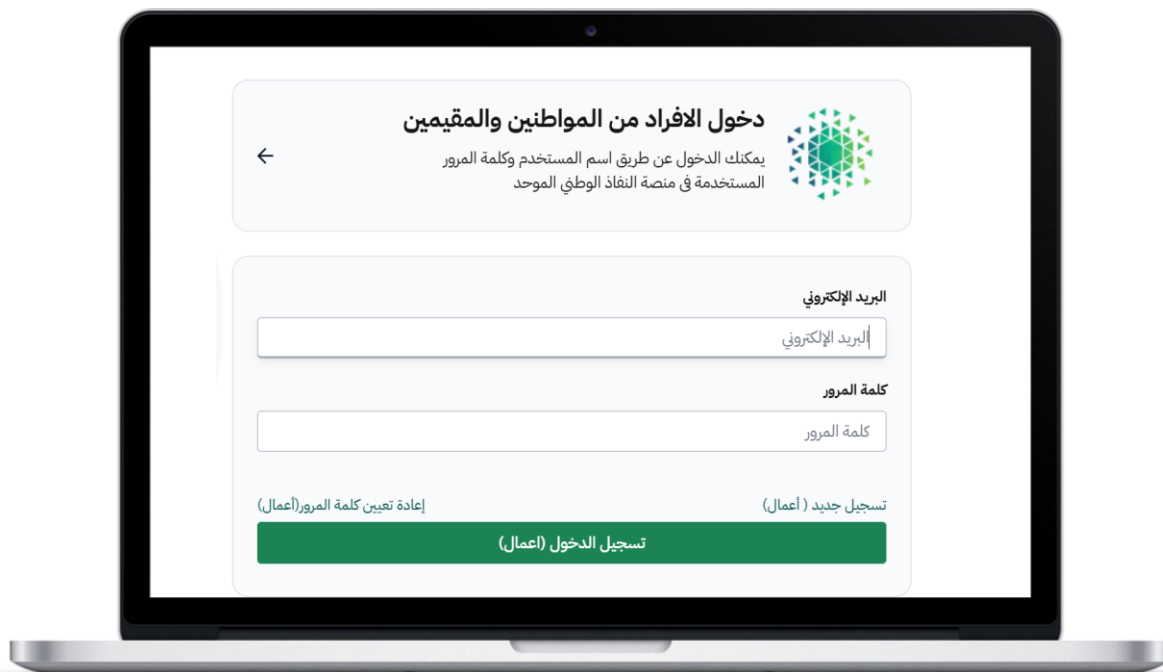 دخول الافراد من المواطنين والمقيمين
يمكنك الدخول عن طريق اسم المستخدم وكلمة المرور
المستخدمة في منصة النفاذ الوطني الموحد
البريد الإلكتروني
البريد الإلكتروني
كلمة المرور
كلمة المرور
تسجيل جديد ( أعمال) إعادة تعيين كلمة المرور(أعمال)
تسجيل الدخول (اعمال)